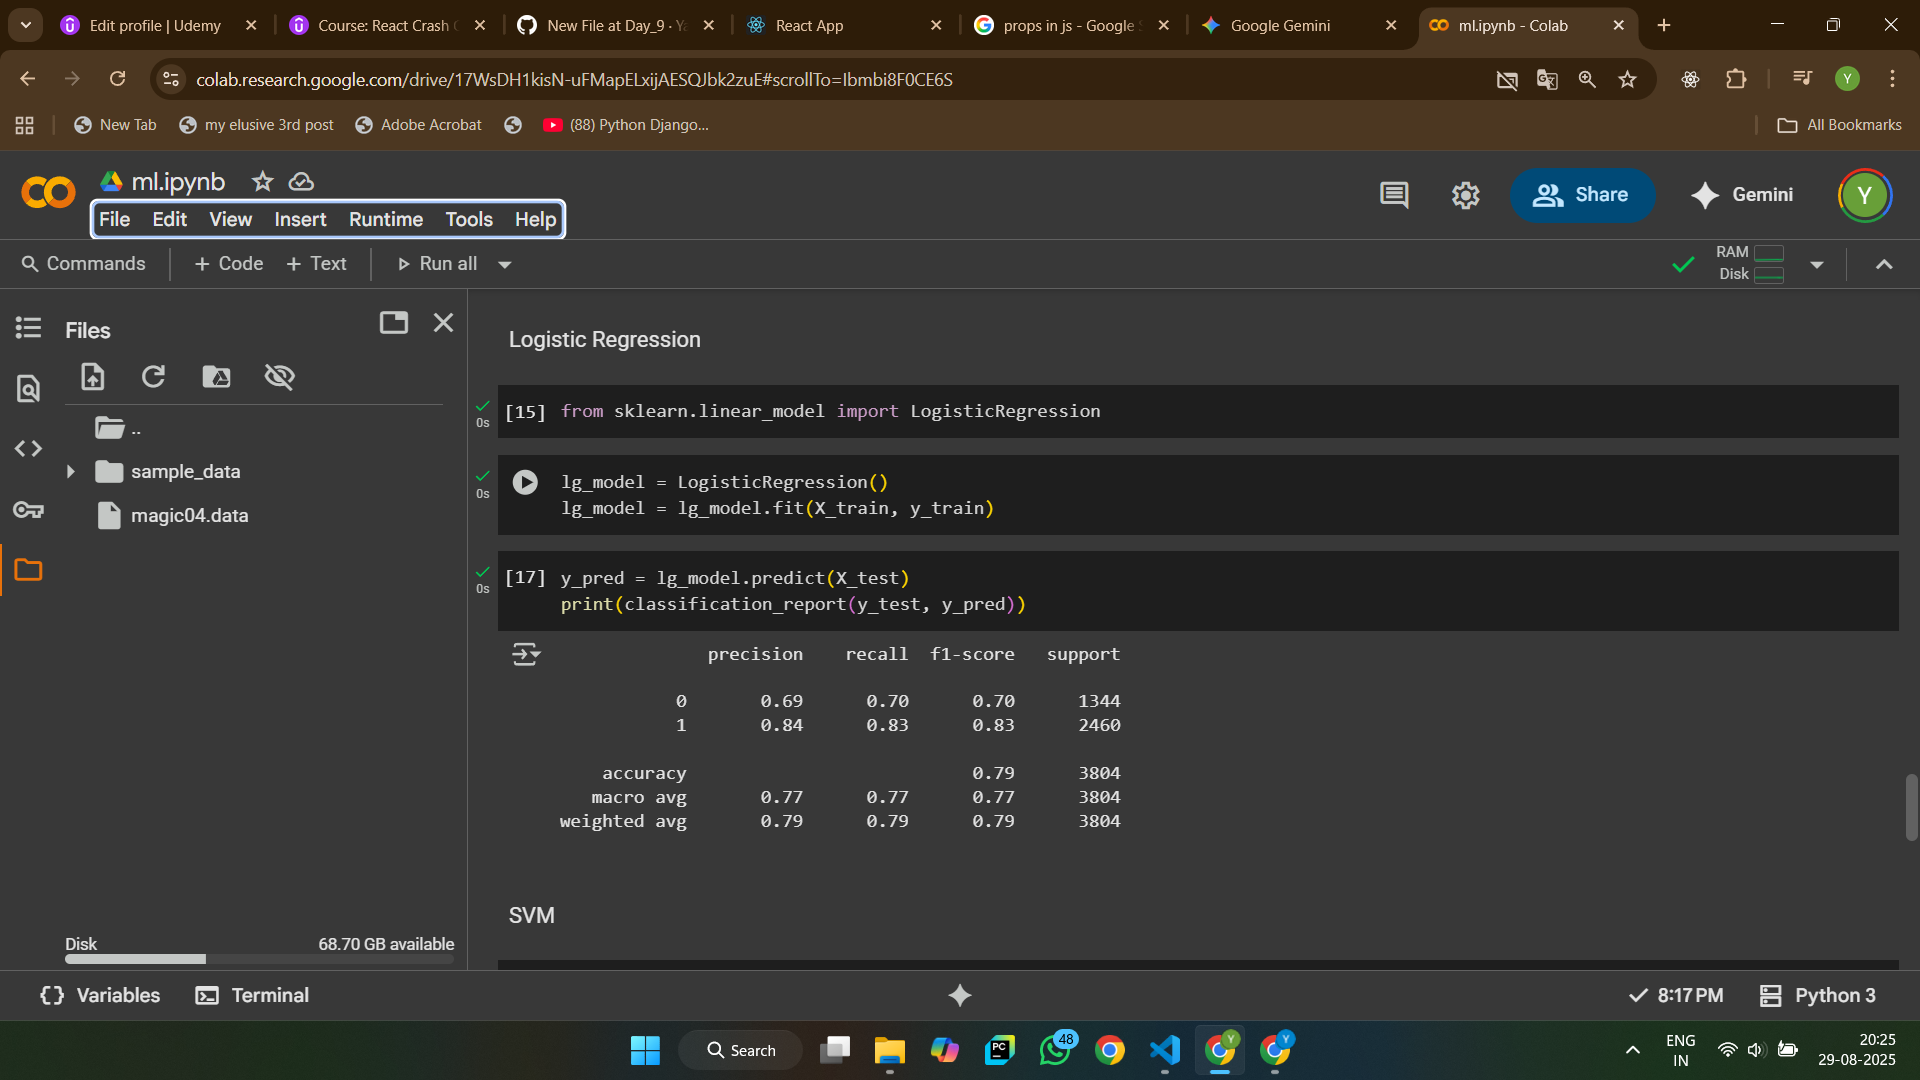 Edit profile | Udemy
Course: React Crash C
New File at Day_9 · Ya
React App
props in js - Google S
Google Gemini
ml.ipynb - Colab
colab.research.google.com/drive/17WsDH1kisN-uFMapELxijAESQJbk2zuE#scrollTo=Ibmbi8F0CE6S
Y
New Tab
my elusive 3rd post
Adobe Acrobat
(88) Python Django...
All Bookmarks
ml.ipynb
File Edit View Insert Runtime Tools Help
Share
Gemini
Y
Commands
+ Code
+ Text
Run all
RAM
Disk
Files
..
sample_data
magic04.data
Disk
68.70 GB available
Logistic Regression
0s
[15] from sklearn.linear_model import LogisticRegression
0s
lg_model = LogisticRegression()
lg_model = lg_model.fit(X_train, y_train)
0s
[17] y_pred = lg_model.predict(X_test)
print(classification_report(y_test, y_pred))
precision recall f1-score support
0 0.69 0.70 0.70 1344
1 0.84 0.83 0.83 2460
accuracy 0.79 3804
macro avg 0.77 0.77 0.77 3804
weighted avg 0.79 0.79 0.79 3804
SVM
Variables
Terminal
8:17 PM
Python 3
Search
PC
48
Y
Y
ENG
IN
20:25
29-08-2025